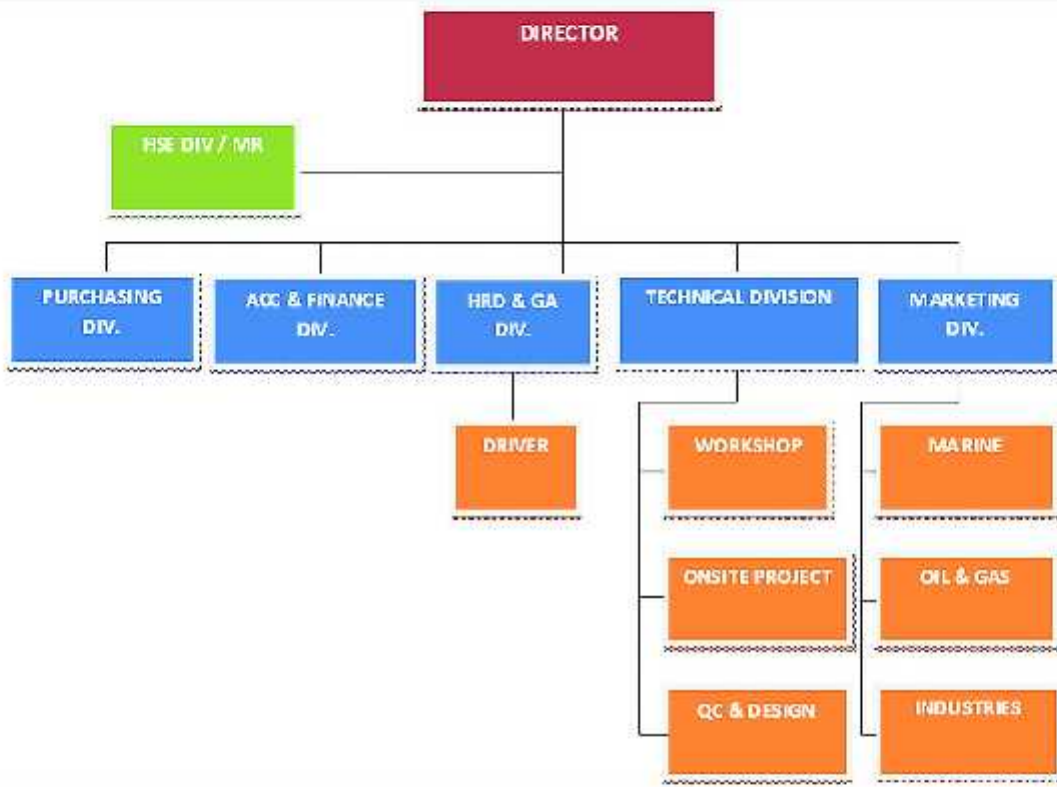 DIRECTOR
HSE DIV / MR
PURCHASING
DIV.
ACC & FINANCE
DIV.
HRD & GA
DIV.
TECHNICAL DIVISION
MARKETING
DIV.
DRIVER
WORKSHOP
MARINE
ONSITE PROJECT
OIL & GAS
QC & DESIGN
INDUSTRIES